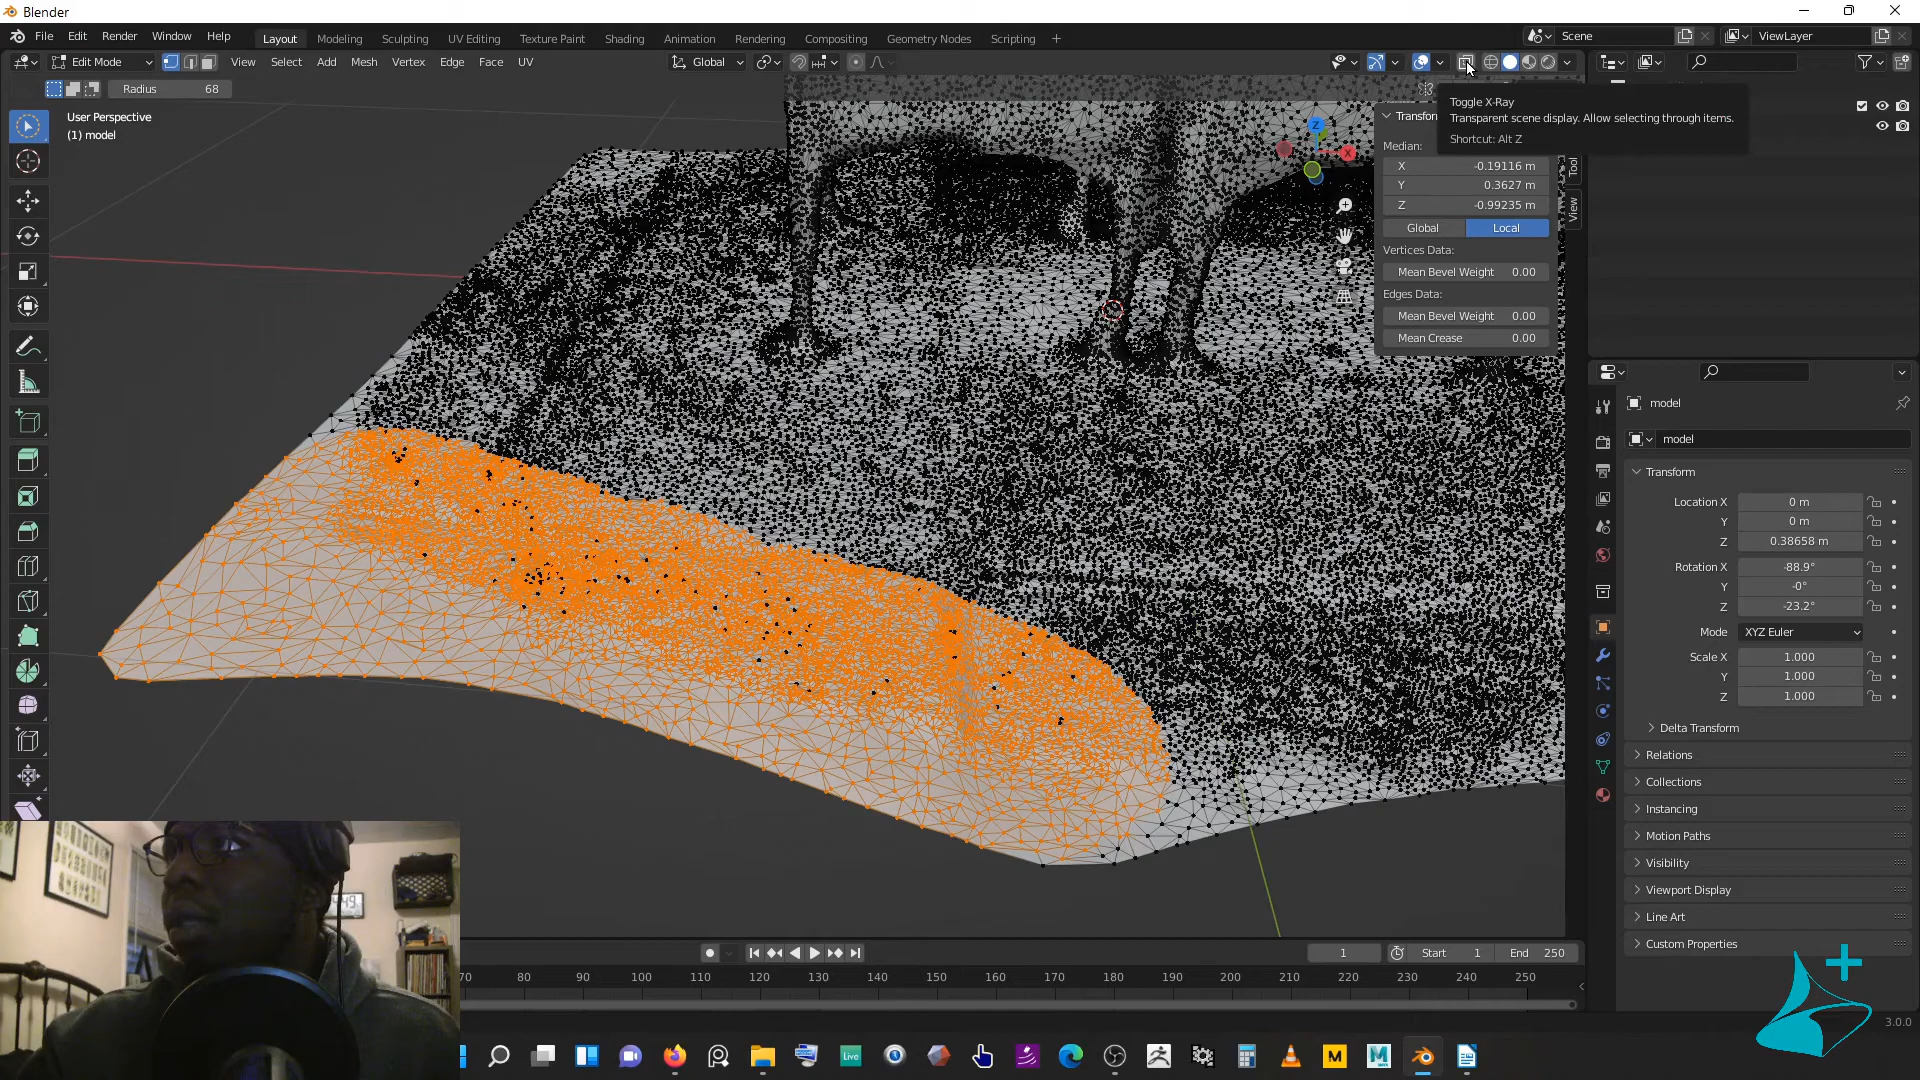 Blender
File Edit Render Window Help
Layout Modeling Sculpting UV Editing Texture Paint Shading Animation Rendering Compositing Geometry Nodes Scripting +
Scene
ViewLayer
Edit Mode
View Select Add Mesh Vertex Edge Face UV
Global
Radius 68
User Perspective
(1) model
Toggle X-Ray
Transparent scene display. Allow selecting through items.
Shortcut: Alt Z
Transform
Median:
X -0.19116 m
Y 0.3627 m
Z -0.99235 m
Global Local
Vertices Data:
Mean Bevel Weight 0.00
Edges Data:
Mean Bevel Weight 0.00
Mean Crease 0.00
Tool
View
Z
X
model
model
Transform
Location X 0 m
Y 0 m
Z 0.38658 m
Rotation X -88.9°
Y -0°
Z -23.2°
Mode XYZ Euler
Scale X 1.000
Y 1.000
Z 1.000
Delta Transform
Relations
Collections
Instancing
Motion Paths
Visibility
Viewport Display
Line Art
Custom Properties
1 Start 1 End 250
70 80 90 100 110 120 130 140 150 160 170 180 190 200 210 220 230 240 250
3.0.0
Live
M
M